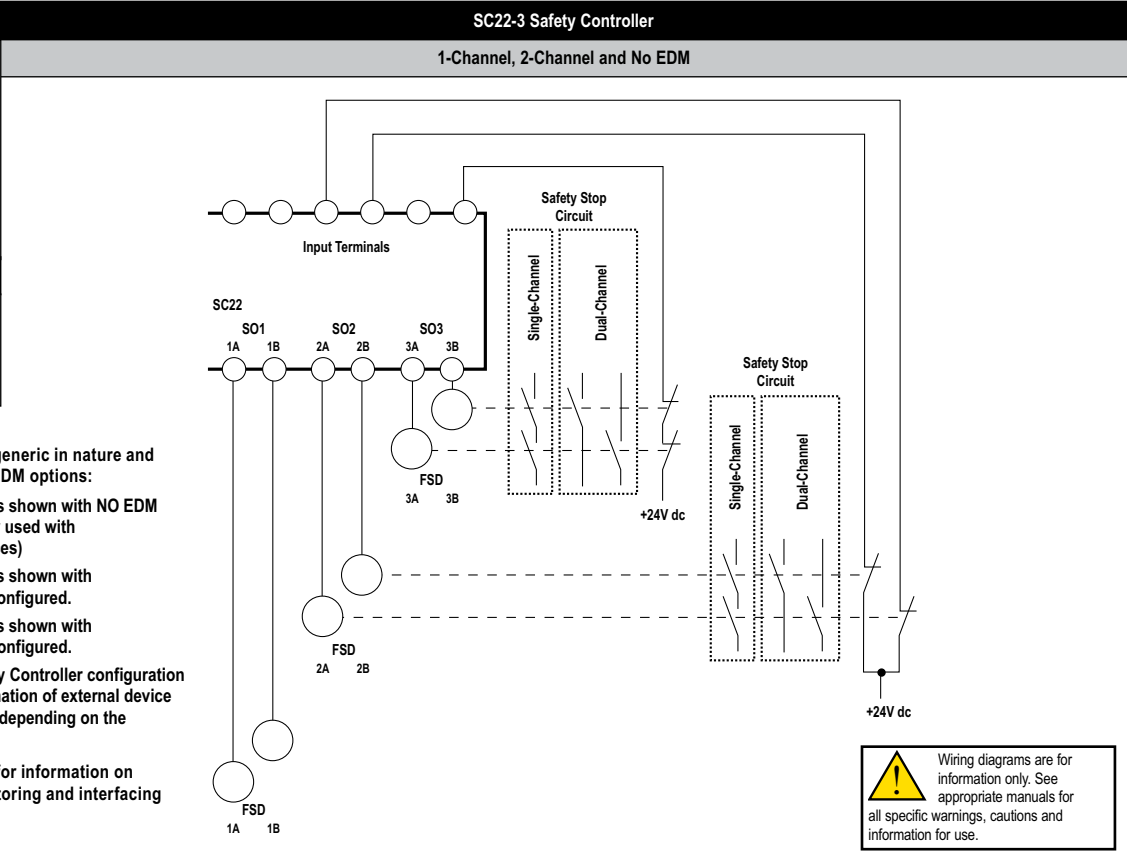 SC22-3 Safety Controller
1-Channel, 2-Channel and No EDM
Safety Stop
Circuit
Single-Channel
Dual-Channel
Input Terminals
SC22
SO1 SO2 SO3
1A 1B 2A 2B 3A 3B
FSD
3A 3B
+24V dc
Safety Stop
Circuit
Single-Channel
Dual-Channel
FSD
2A 2B
+24V dc
FSD
1A 1B
generic in nature and
DM options:
s shown with NO EDM
used with
es)
s shown with
onfigured.
s shown with
onfigured.
y Controller configuration
nation of external device
depending on the
for information on
toring and interfacing
Wiring diagrams are for
information only. See
appropriate manuals for
all specific warnings, cautions and
information for use.